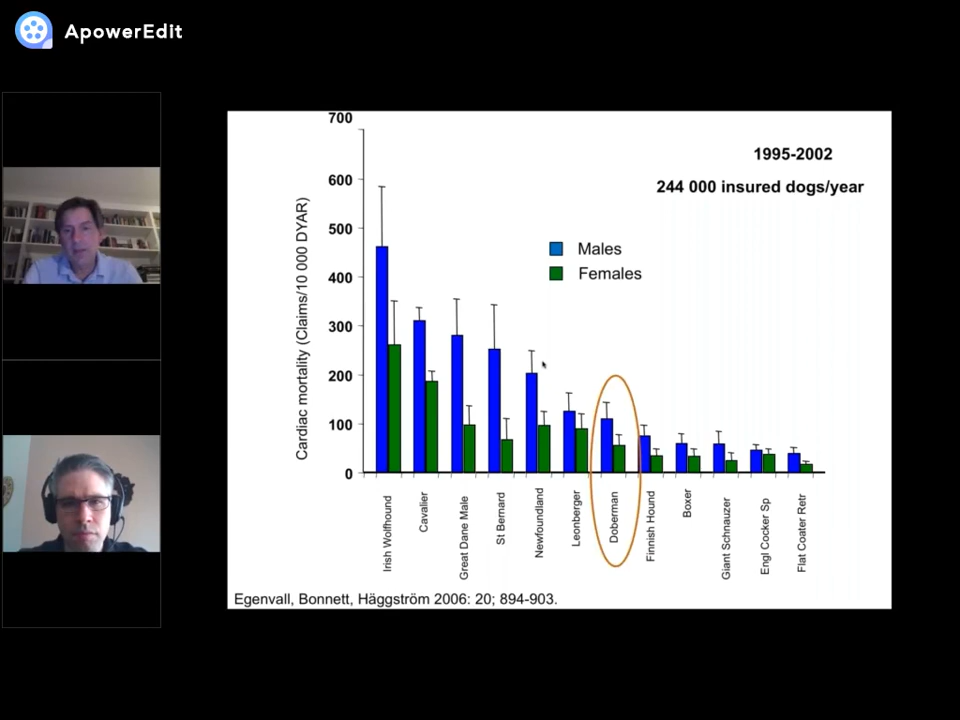 ApowerEdit
700
600
500
400
300
200
100
0
Cardiac mortality (Claims/10 000 DYAR)
1995-2002
244 000 insured dogs/year
Males
Females
Irish Wolfhound
Cavalier
Great Dane Male
St Bernard
Newfoundland
Leonberger
Doberman
Finnish Hound
Boxer
Giant Schnauzer
Engl Cocker Sp
Flat Coater Retr
Egenvall, Bonnett, Häggström 2006: 20; 894-903.